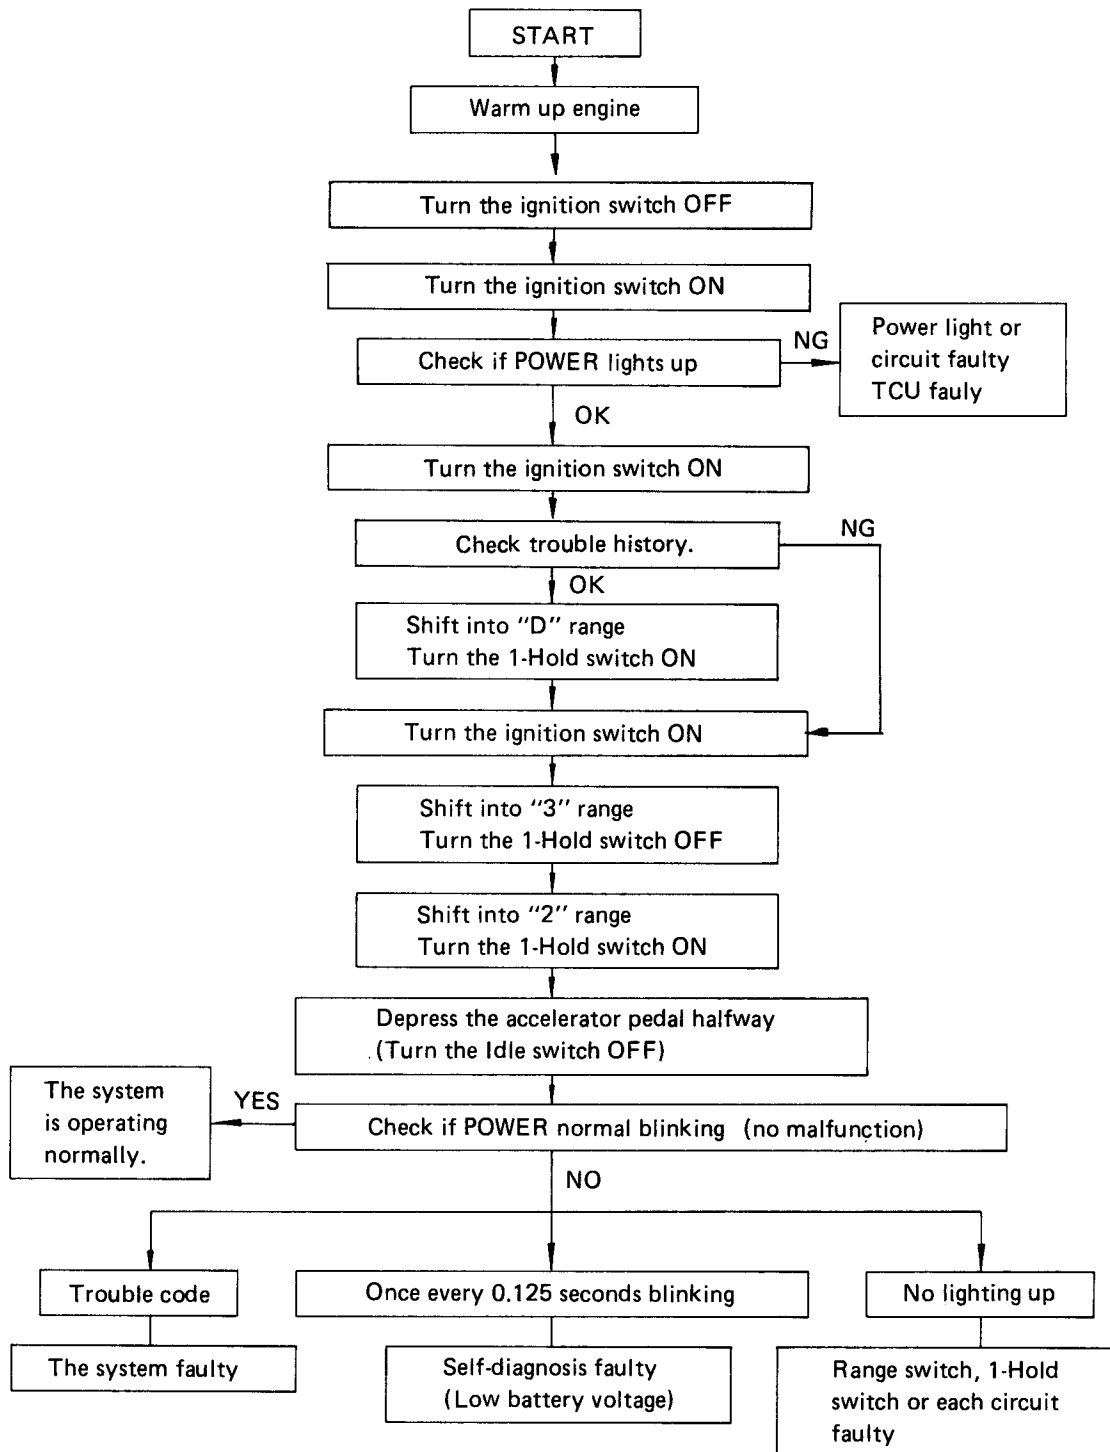 START
Warm up engine
Turn the ignition switch OFF
Turn the ignition switch ON
Check if POWER lights up
NG
Power light or
circuit faulty
TCU fauly
OK
Turn the ignition switch ON
Check trouble history.
NG
OK
Shift into "D" range
Turn the 1-Hold switch ON
Turn the ignition switch ON
Shift into "3" range
Turn the 1-Hold switch OFF
Shift into "2" range
Turn the 1-Hold switch ON
Depress the accelerator pedal halfway
(Turn the Idle switch OFF)
The system
is operating
normally.
YES
Check if POWER normal blinking (no malfunction)
NO
Trouble code
Once every 0.125 seconds blinking
No lighting up
The system faulty
Self-diagnosis faulty
(Low battery voltage)
Range switch, 1-Hold
switch or each circuit
faulty